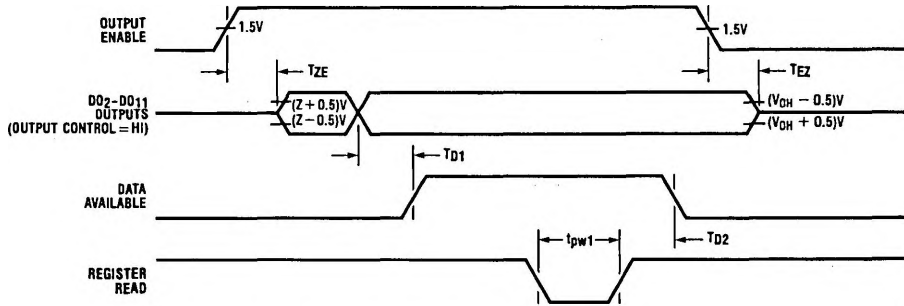 OUTPUT
ENABLE
1.5V
1.5V
TZE
TEZ
DO2-DO11
OUTPUTS
(OUTPUT CONTROL = HI)
(Z + 0.5)V
(Z − 0.5)V
(VOH − 0.5)V
(VOH + 0.5)V
TD1
DATA
AVAILABLE
TD2
tpw1
REGISTER
READ